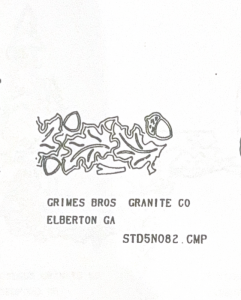 GRIMES BROS GRANITE CO
ELBERTON GA
STD5N082.CMP